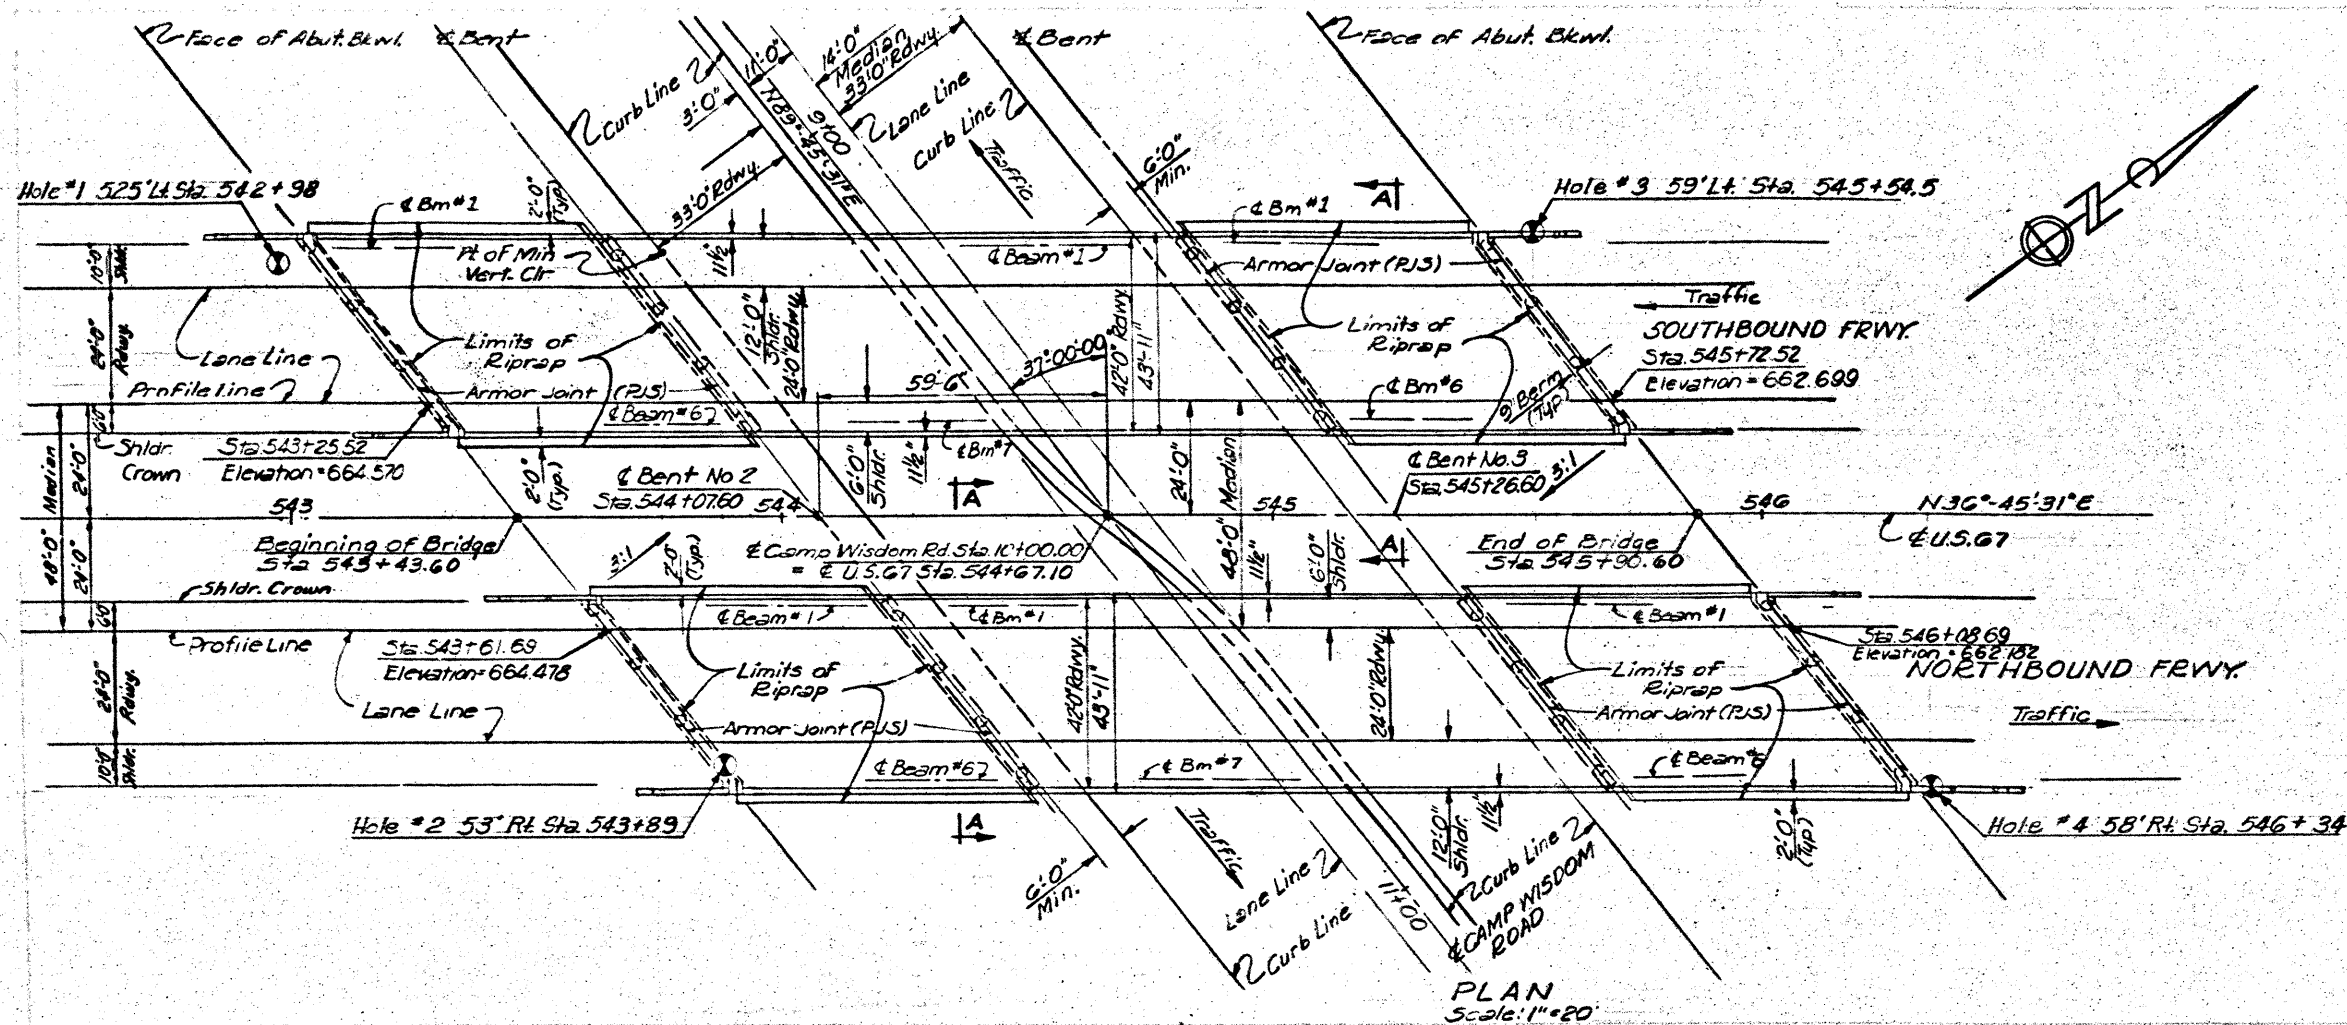 Face of Abut. Bkwl.
℄ Bent
Curb Line
3'-0"
11'-0"
N89°-45'-31"E
9+00
14'-0"
Median
33'-0" Rdwy.
Lane Line
Curb Line
Traffic
℄ Bent
Face of Abut. Bkwl.
Hole #1 52.5' Lt. Sta. 542+98
℄ Bm #1
2'-0"
(Typ.)
33'-0" Rdwy.
6'-0"
Min.
℄ Bm #1
A
Hole #3 59' Lt. Sta. 545+54.5
10'-0"
Shldr.
Pt of Min
Vert. Clr.
11½"
℄ Beam #1
Armor Joint (PJS)
Traffic
SOUTHBOUND FRWY.
Sta. 545+72.52
Elevation = 662.699
24'-0"
Rdwy.
Lane Line
Profile Line
Limits of
Riprap
Armor Joint (PJS)
℄ Beam #6
12'-0"
Shldr.
24'-0" Rdwy.
59'-6"
37°-00'-00"
42'-0" Rdwy
43'-11"
Limits of
Riprap
℄ Bm #6
9' Berm
(Typ.)
6'-0"
Shldr.
Crown
Sta. 543+25.52
Elevation = 664.570
2'-0"
(Typ.)
℄ Bent No 2
Sta. 544+07.60
6'-0"
Shldr.
11½"
℄ Bm #7
A
24'-0"
48'-0" Median
℄ Bent No. 3
Sta. 545+26.60
3:1
48'-0" Median
24'-0"
24'-0"
543
544
545
546
N36°-45'-31"E
℄ U.S. 67
Beginning of Bridge
Sta 543+43.60
3:1
2'-0"
(Typ.)
℄ Camp Wisdom Rd. Sta. 10+00.00
= ℄ U.S. 67 Sta. 544+67.10
11½"
6'-0"
Shldr.
A
End of Bridge
Sta. 545+90.60
Shldr. Crown
6'-0"
Profile Line
Sta. 543+61.69
Elevation = 664.478
℄ Beam #1
℄ Bm #1
℄ Beam #1
Sta. 546+08.69
Elevation = 662.182
NORTHBOUND FRWY.
24'-0"
Rdwy.
Lane Line
Limits of
Riprap
Armor Joint (PJS)
42'-0" Rdwy.
43'-11"
24'-0" Rdwy.
Limits of
Riprap
Armor Joint (PJS)
Traffic
10'-0"
Shldr.
℄ Beam #6
℄ Bm #7
℄ Beam #6
Hole #2 53' Rt. Sta 543+89
A
Traffic
12'-0"
Shldr.
11½"
2'-0"
(Typ.)
Hole #4 58' Rt. Sta. 546+34
6'-0"
Min.
Lane Line
Curb Line
11+00
Curb Line
℄ CAMP WISDOM
ROAD
PLAN
Scale: 1"=20'